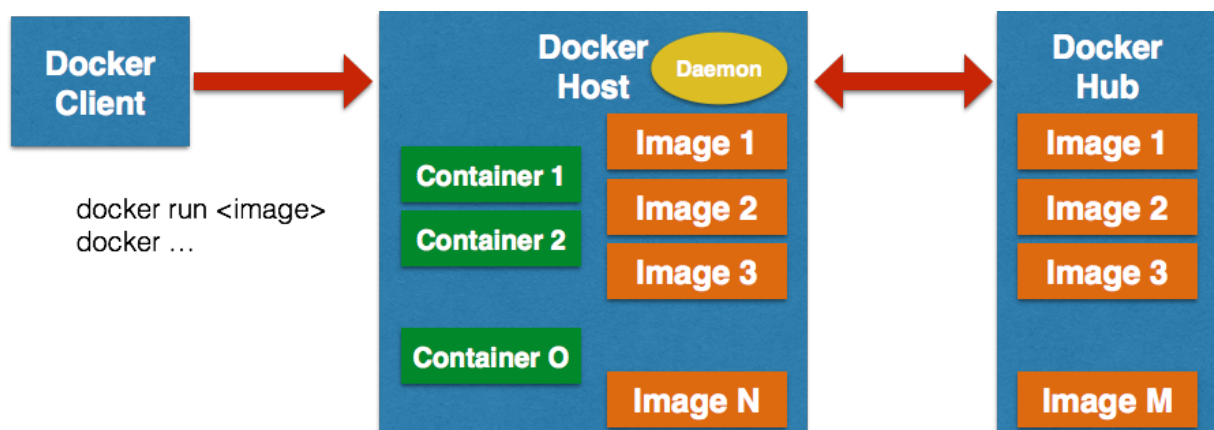 Docker
Client
docker run <image>
docker ...
Docker
Host
Daemon
Container 1
Container 2
Container O
Image 1
Image 2
Image 3
Image N
Docker
Hub
Image 1
Image 2
Image 3
Image M